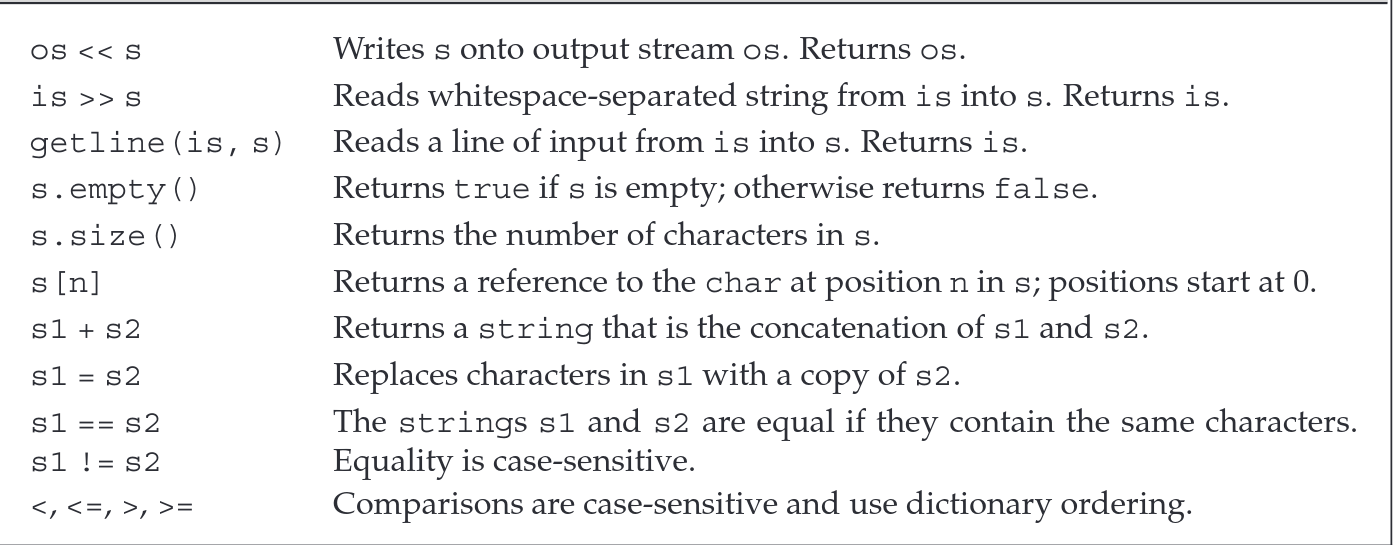 os << s Writes s onto output stream os. Returns os.
is >> s Reads whitespace-separated string from is into s. Returns is.
getline(is, s) Reads a line of input from is into s. Returns is.
s.empty() Returns true if s is empty; otherwise returns false.
s.size() Returns the number of characters in s.
s[n] Returns a reference to the char at position n in s; positions start at 0.
s1 + s2 Returns a string that is the concatenation of s1 and s2.
s1 = s2 Replaces characters in s1 with a copy of s2.
s1 == s2 The strings s1 and s2 are equal if they contain the same characters.
s1 != s2 Equality is case-sensitive.
<, <=, >, >= Comparisons are case-sensitive and use dictionary ordering.